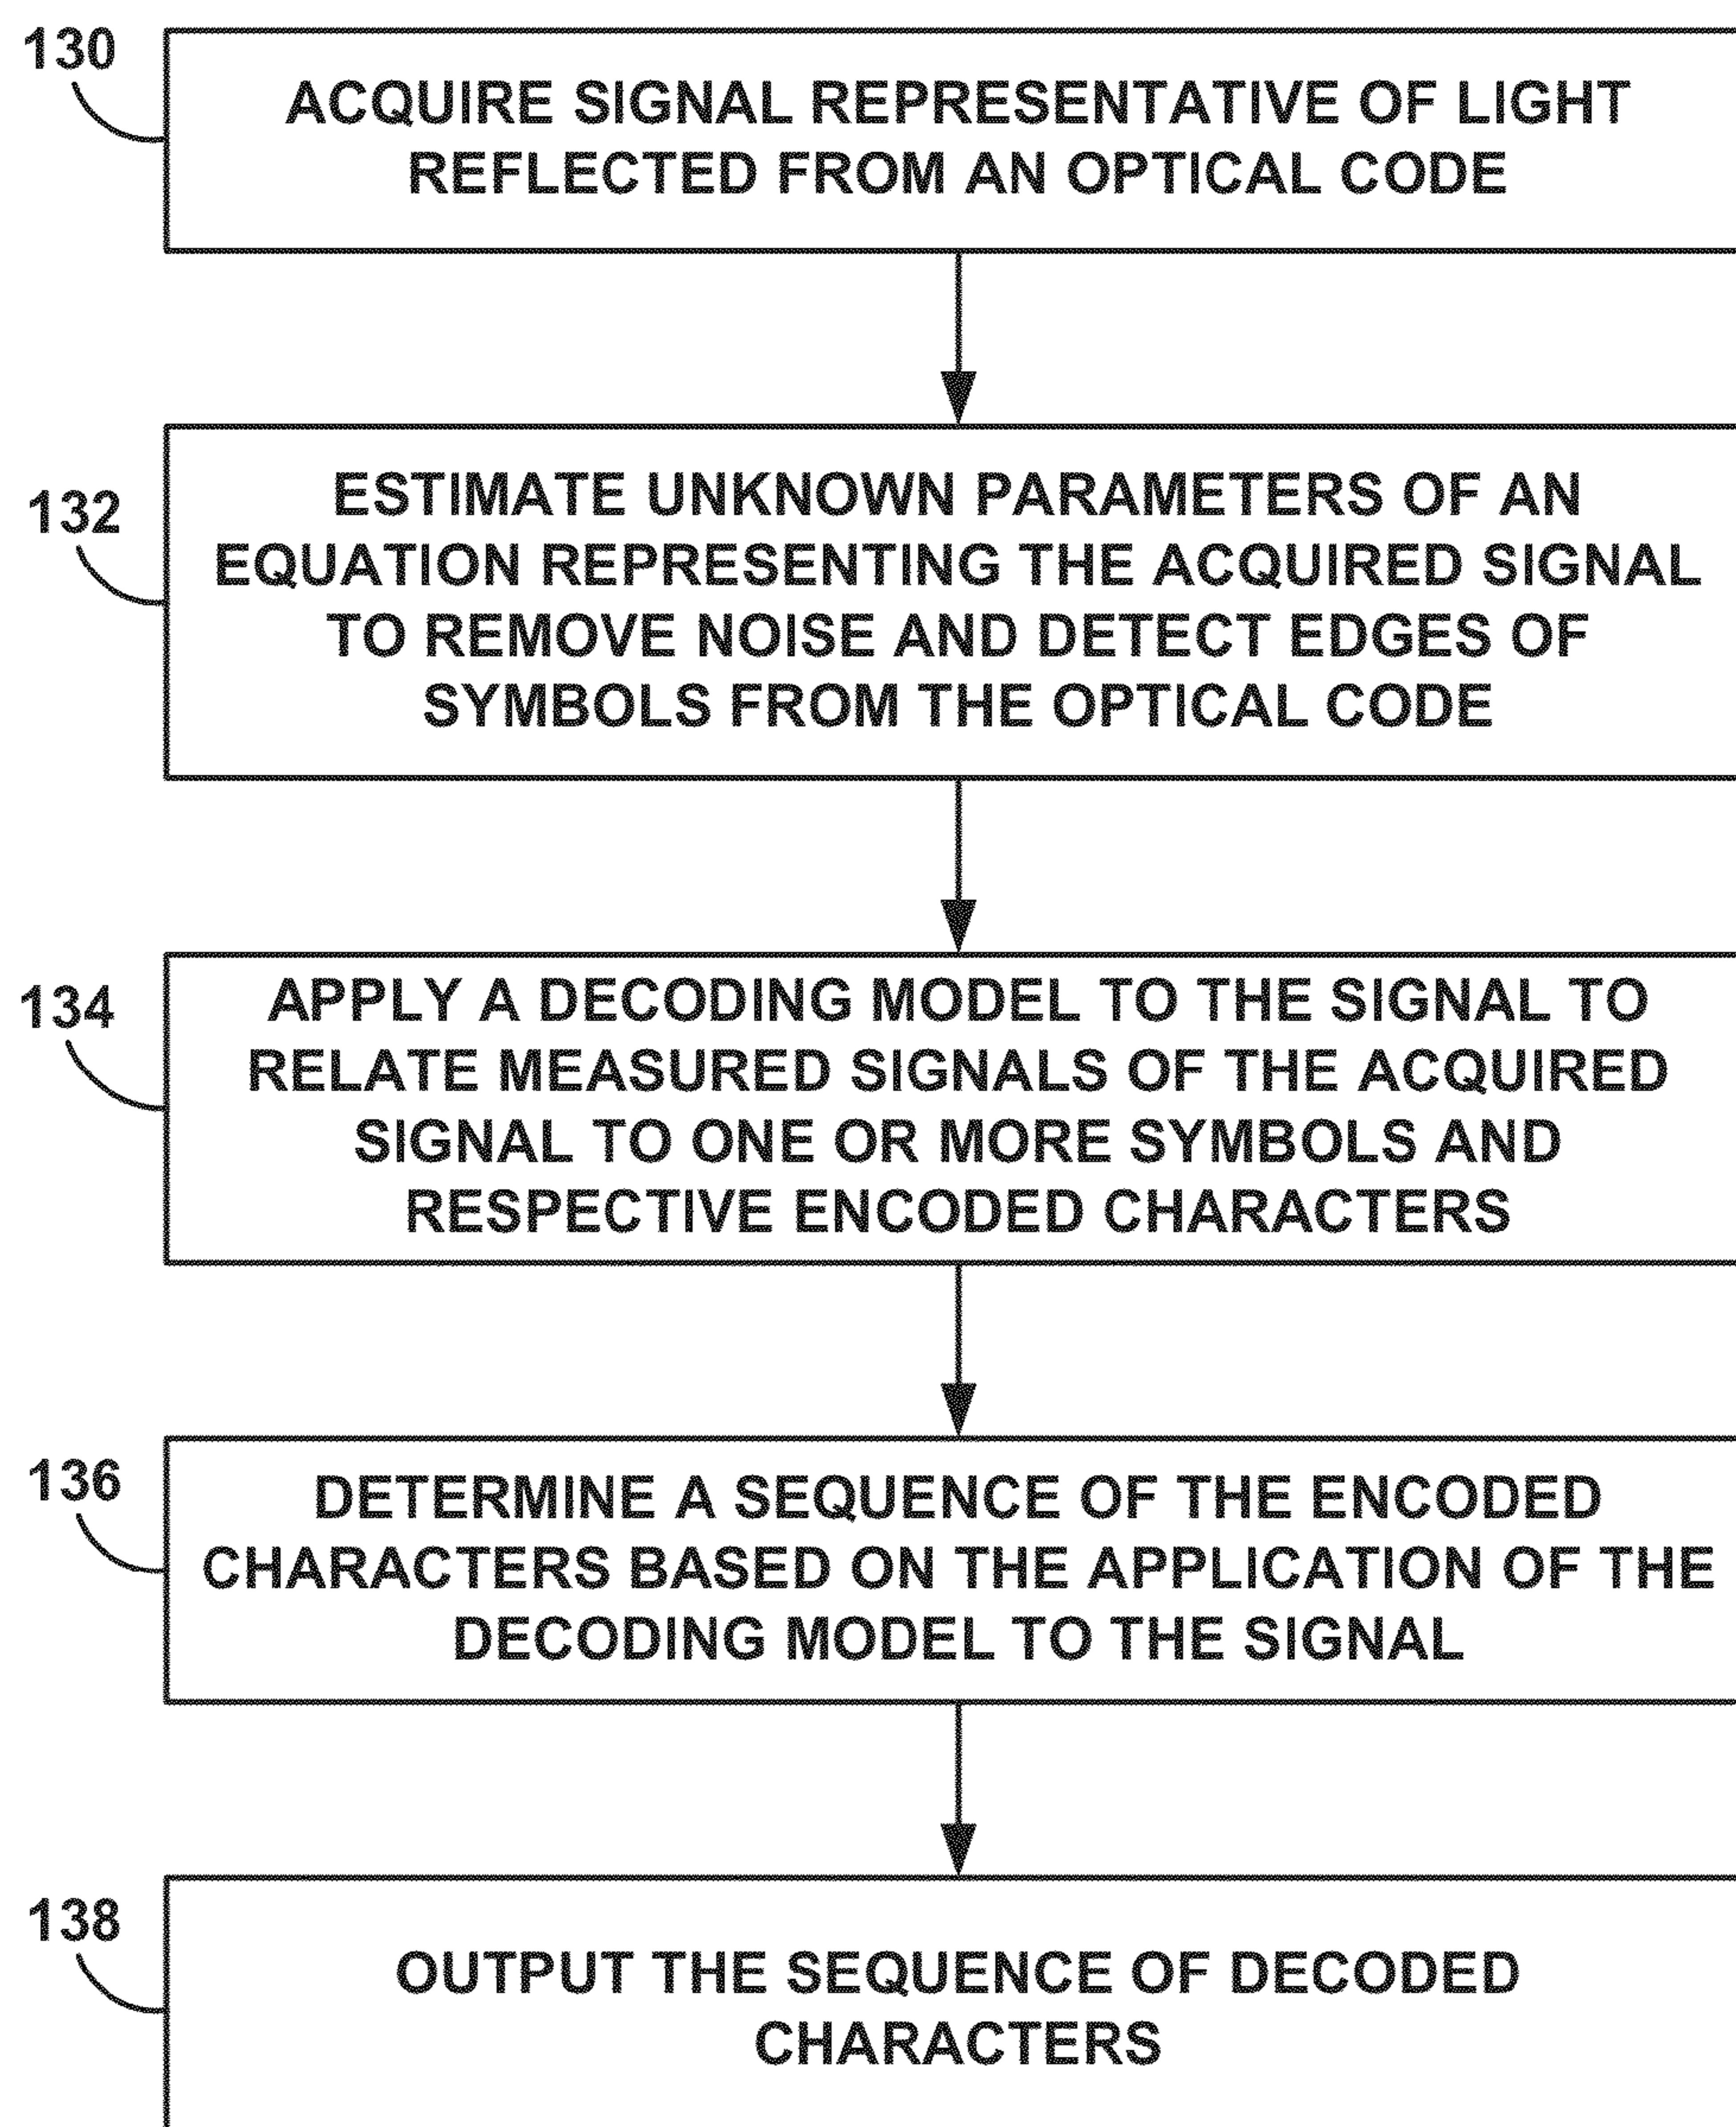 130
ACQUIRE SIGNAL REPRESENTATIVE OF LIGHT
REFLECTED FROM AN OPTICAL CODE
132
ESTIMATE UNKNOWN PARAMETERS OF AN
EQUATION REPRESENTING THE ACQUIRED SIGNAL
TO REMOVE NOISE AND DETECT EDGES OF
SYMBOLS FROM THE OPTICAL CODE
134
APPLY A DECODING MODEL TO THE SIGNAL TO
RELATE MEASURED SIGNALS OF THE ACQUIRED
SIGNAL TO ONE OR MORE SYMBOLS AND
RESPECTIVE ENCODED CHARACTERS
136
DETERMINE A SEQUENCE OF THE ENCODED
CHARACTERS BASED ON THE APPLICATION OF THE
DECODING MODEL TO THE SIGNAL
138
OUTPUT THE SEQUENCE OF DECODED
CHARACTERS